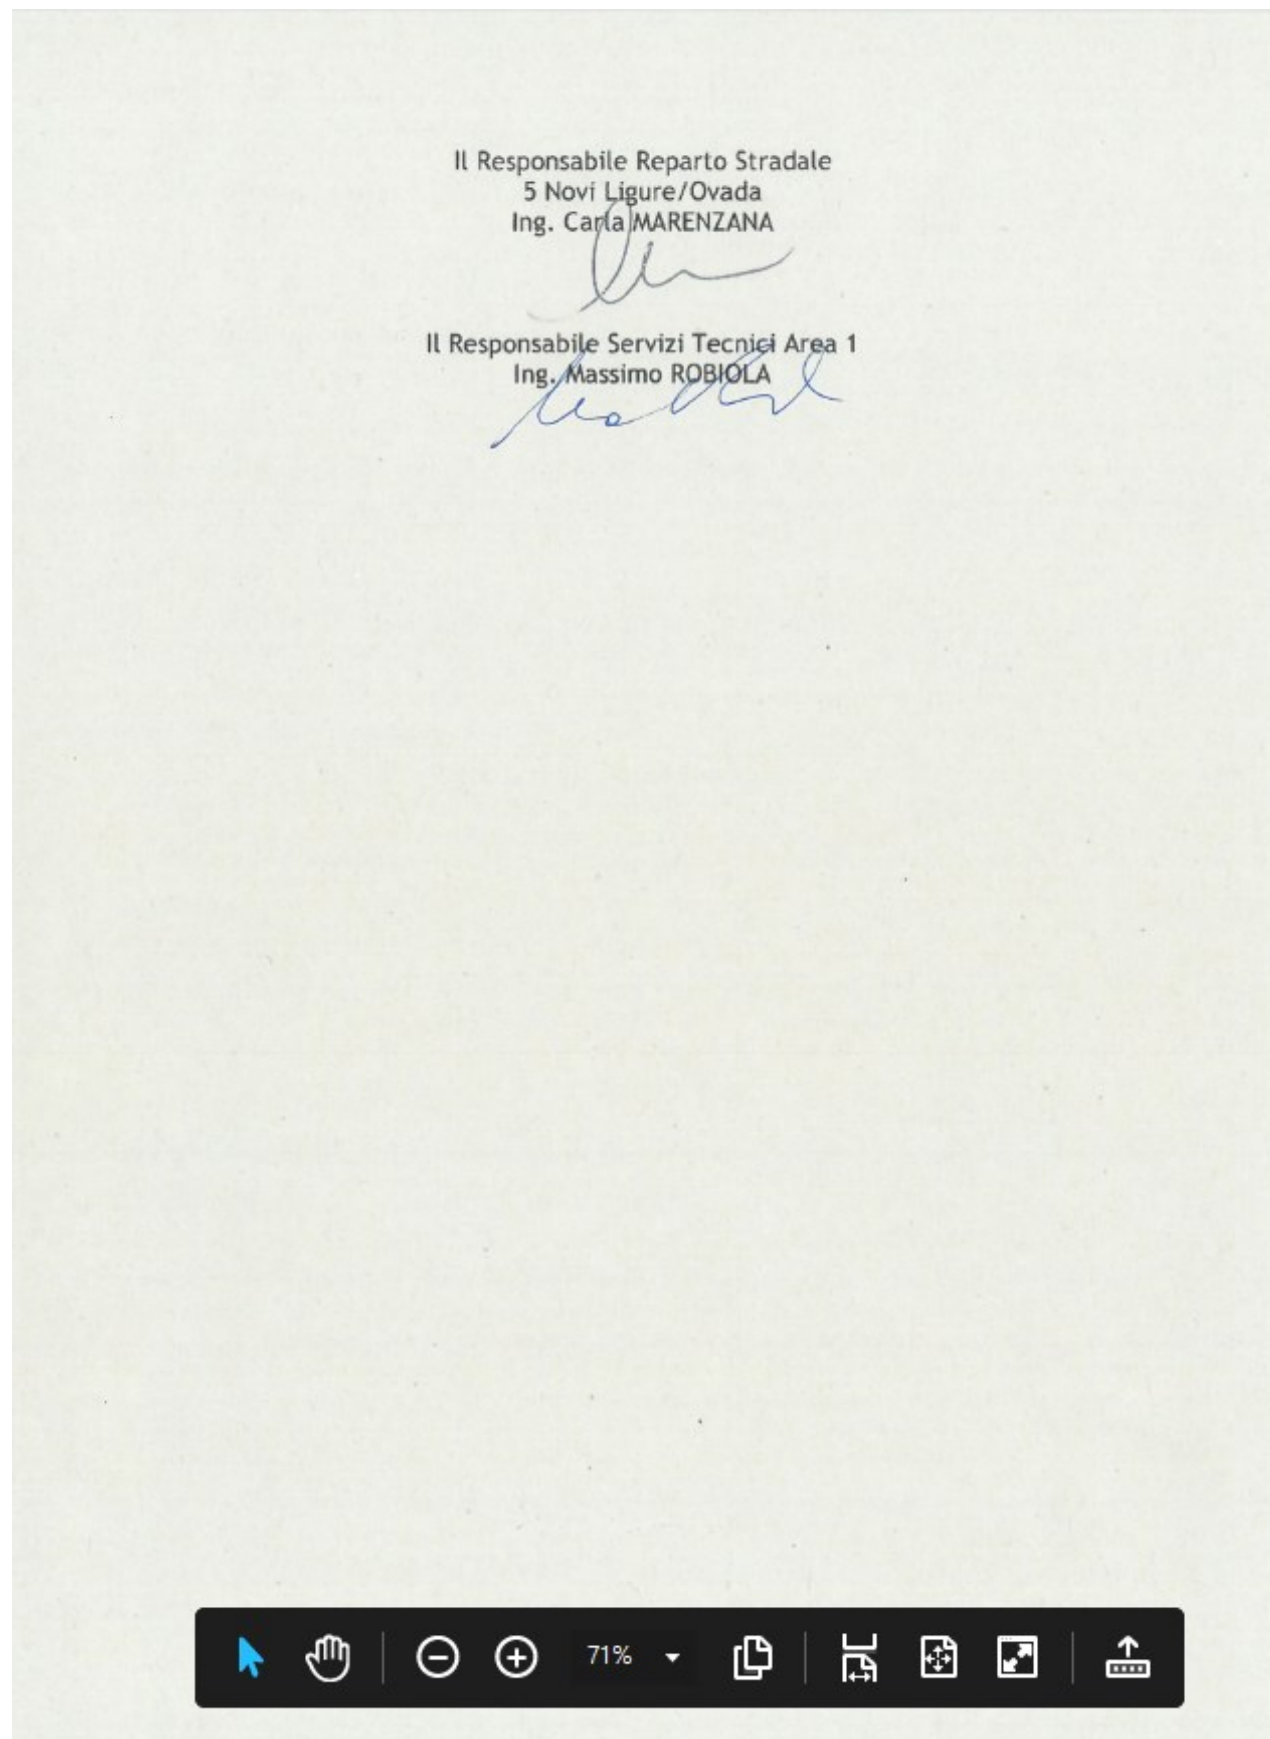 Il Responsabile Reparto Stradale
5 Novi Ligure/Ovada
Ing. Carla MARENZANA
Il Responsabile Servizi Tecnici Area 1
Ing. Massimo ROBIOLA
71%